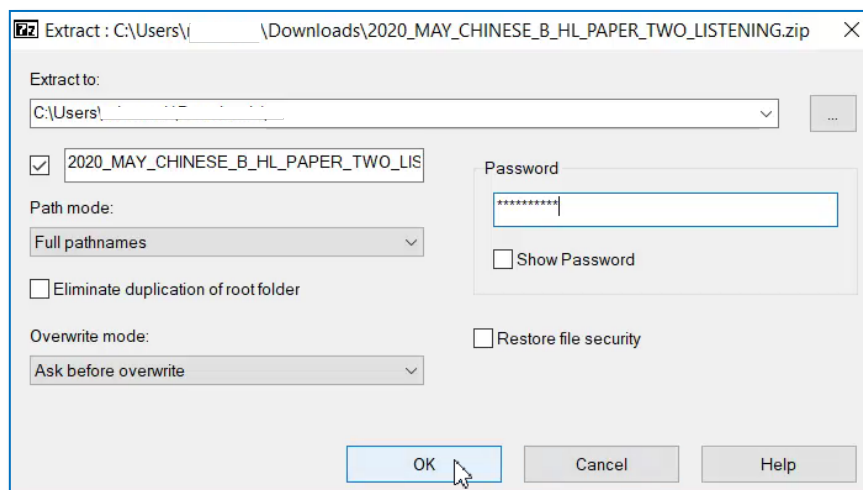 7z Extract : C:\Users\ \Downloads\2020_MAY_CHINESE_B_HL_PAPER_TWO_LISTENING.zip
Extract to:
C:\Users\
...
2020_MAY_CHINESE_B_HL_PAPER_TWO_LIS
Password
**********
Path mode:
Full pathnames
Show Password
Eliminate duplication of root folder
Overwrite mode:
Restore file security
Ask before overwrite
OK Cancel Help